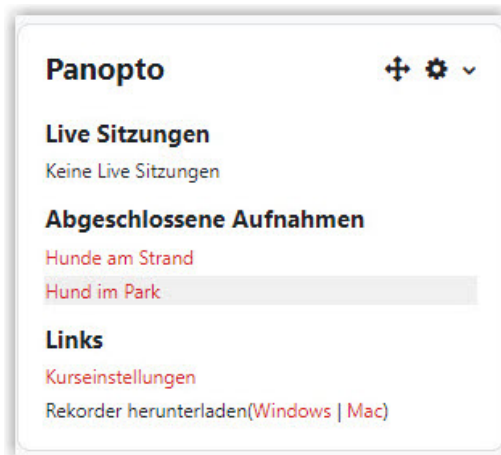 Panopto
Live Sitzungen
Keine Live Sitzungen
Abgeschlossene Aufnahmen
Hunde am Strand
Hund im Park
Links
Kurseinstellungen
Rekorder herunterladen(Windows | Mac)